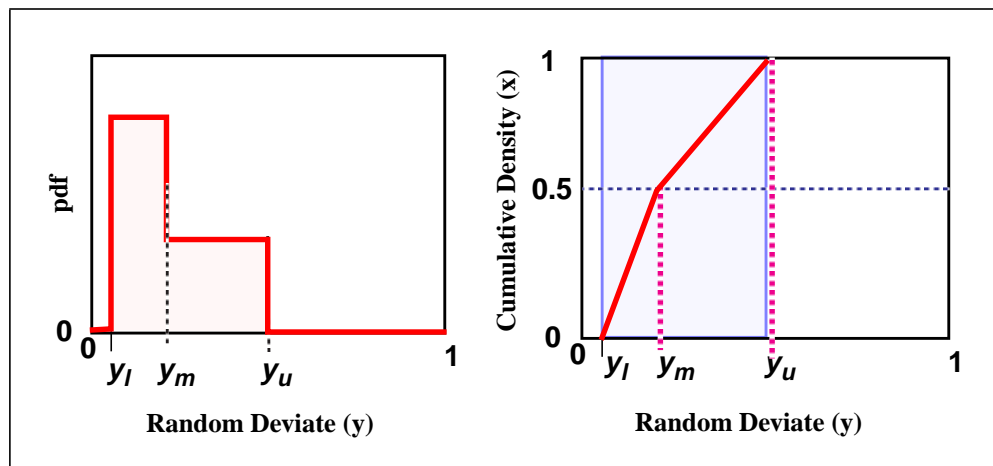 pdf
0
0
y_l
y_m
y_u
1
Random Deviate (y)
Cumulative Density (x)
1
0.5
0
0
y_l
y_m
y_u
1
Random Deviate (y)